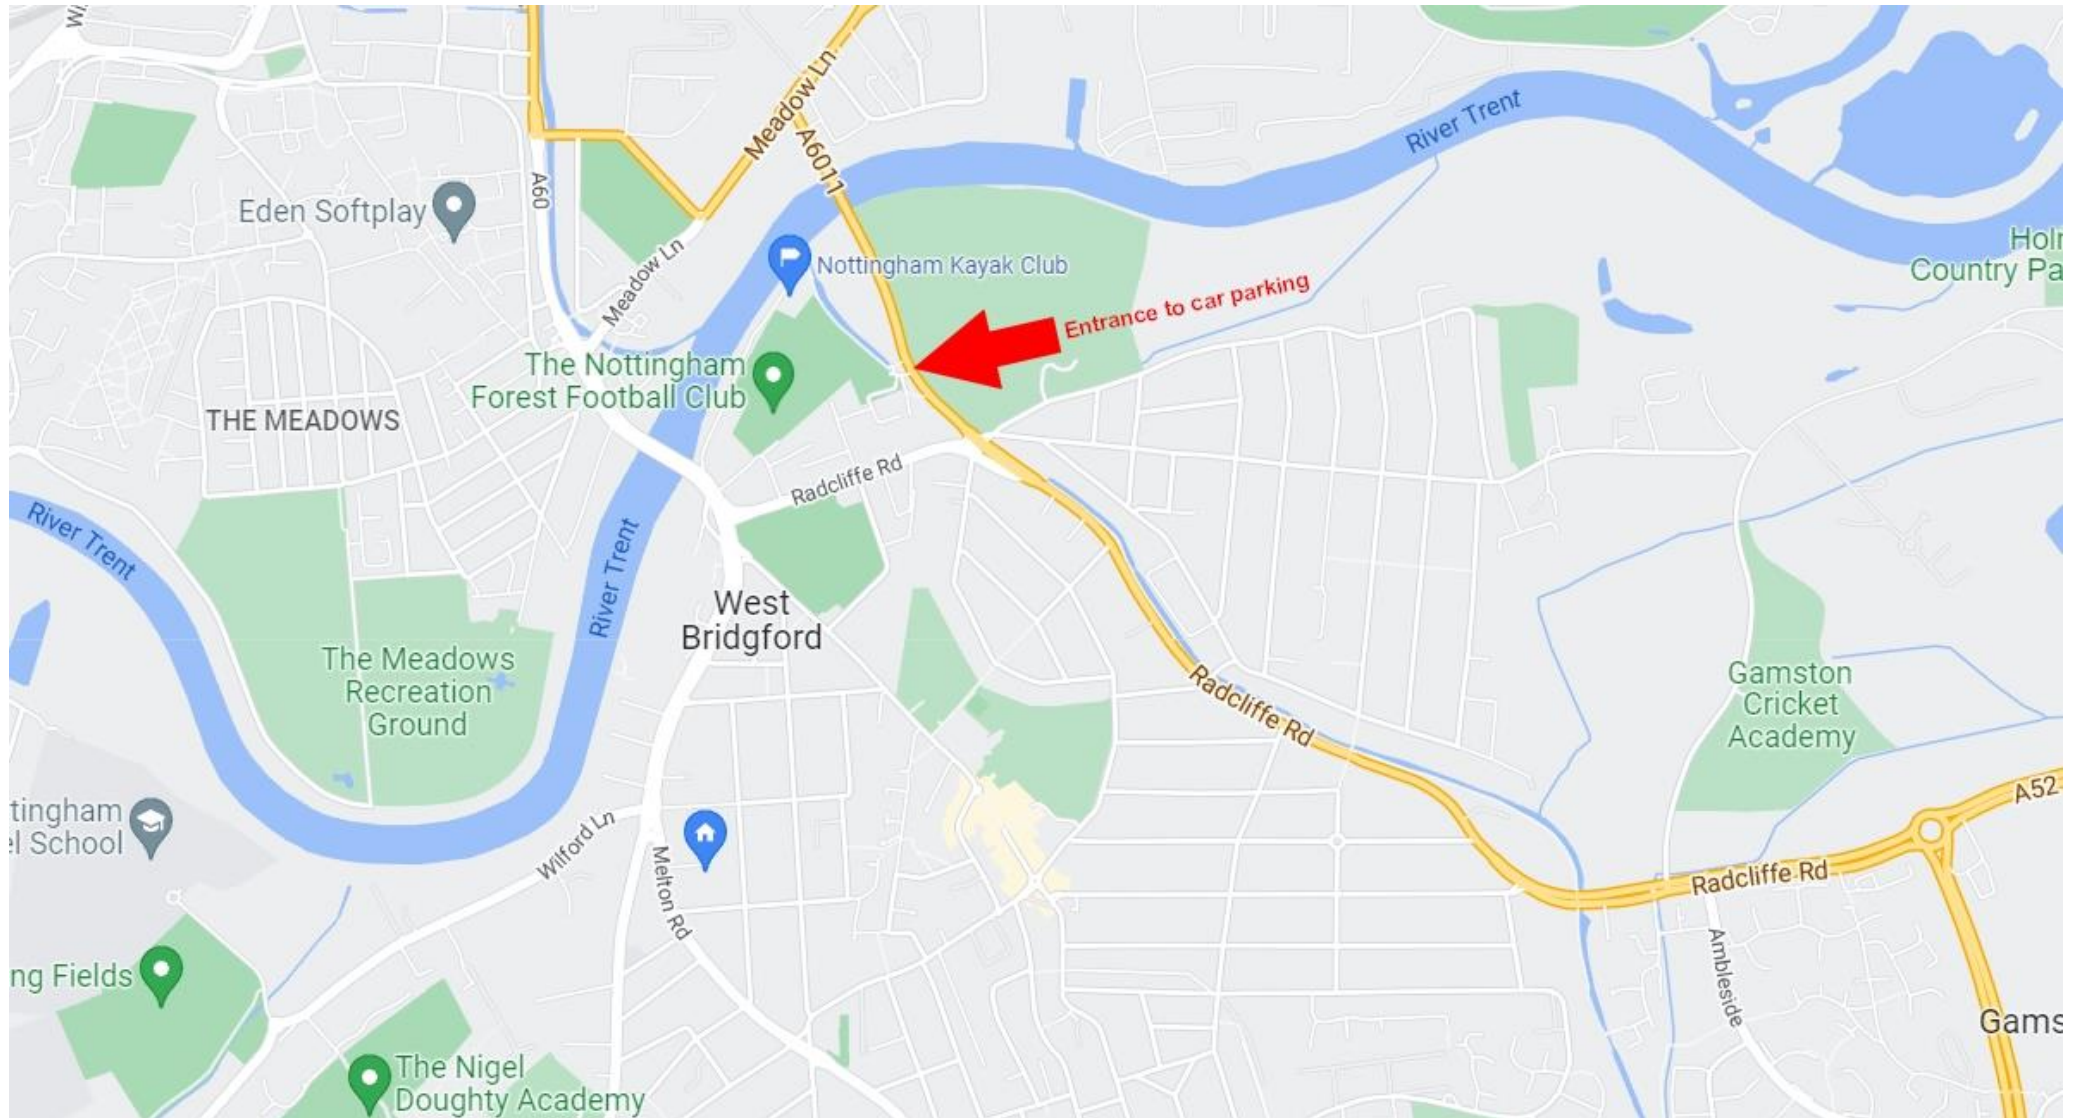 Wi
Meadow Ln
A6011
River Trent
A60
Eden Softplay
Meadow Ln
Nottingham Kayak Club
Holr
Country Pa
Entrance to car parking
The Nottingham
Forest Football Club
THE MEADOWS
Radcliffe Rd
River Trent
River Trent
West
Bridgford
The Meadows
Recreation
Ground
Radcliffe Rd
Gamston
Cricket
Academy
A52
ttingham
el School
Wilford Ln
Melton Rd
Radcliffe Rd
Ambleside
ng Fields
Gams
The Nigel
Doughty Academy